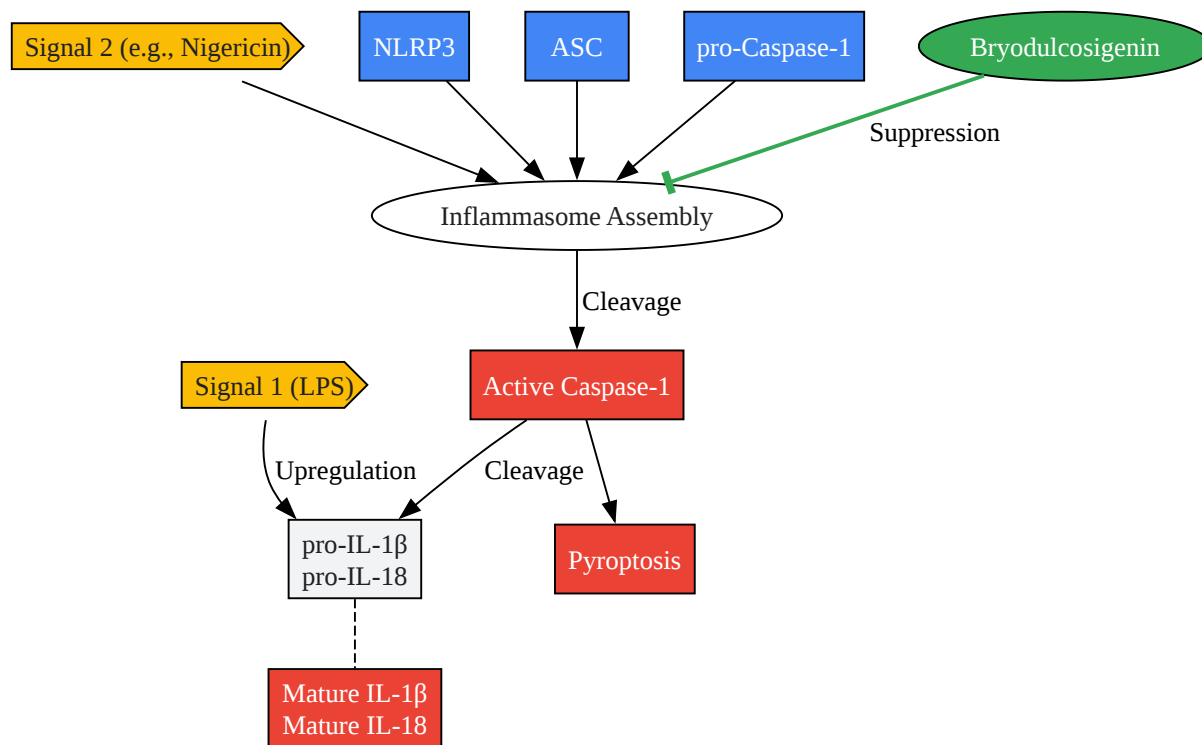 Signal 2 (e.g., Nigericin)
NLRP3
ASC
pro-Caspase-1
Bryodulcosigenin
Suppression
Inflammasome Assembly
Cleavage
Signal 1 (LPS)
Active Caspase-1
Upregulation
Cleavage
pro-IL-1β
pro-IL-18
Pyroptosis
Mature IL-1β
Mature IL-18